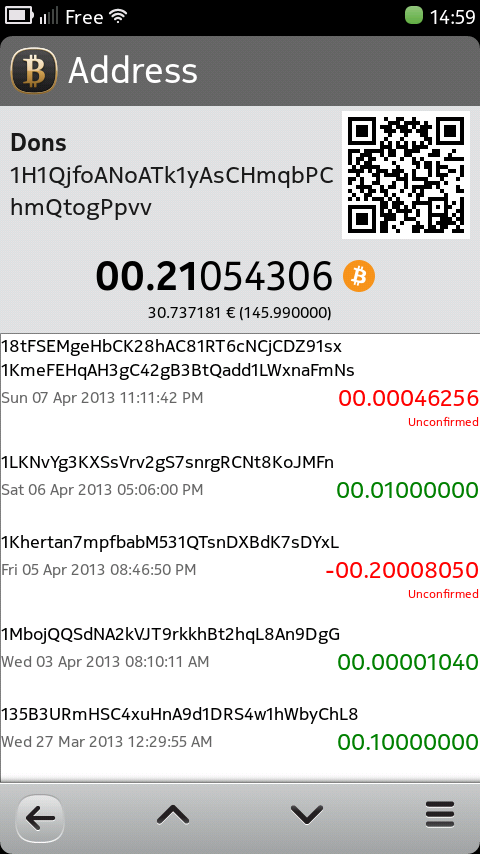 Free 14:59
Address
Dons
1H1QjfoANoATk1yAsCHmqbPC
hmQtogPpvv
00.21054306
30.737181 € (145.990000)
18tFSEMgeHbCK28hAC81RT6cNCjCDZ91sx
1KmeFEHqAH3gC42gB3BtQadd1LWxnaFmNs
Sun 07 Apr 2013 11:11:42 PM 00.00046256
Unconfirmed
1LKNvYg3KXSsVrv2gS7snrgRCNt8KoJMFn
Sat 06 Apr 2013 05:06:00 PM 00.01000000
1Khertan7mpfbabM531QTsnDXBdK7sDYxL
Fri 05 Apr 2013 08:46:50 PM -00.20008050
Unconfirmed
1MbojQQSdNA2kVJT9rkkhBt2hqL8An9DgG
Wed 03 Apr 2013 08:10:11 AM 00.00001040
135B3URmHSC4xuHnA9d1DRS4w1hWbyChL8
Wed 27 Mar 2013 12:29:55 AM 00.10000000